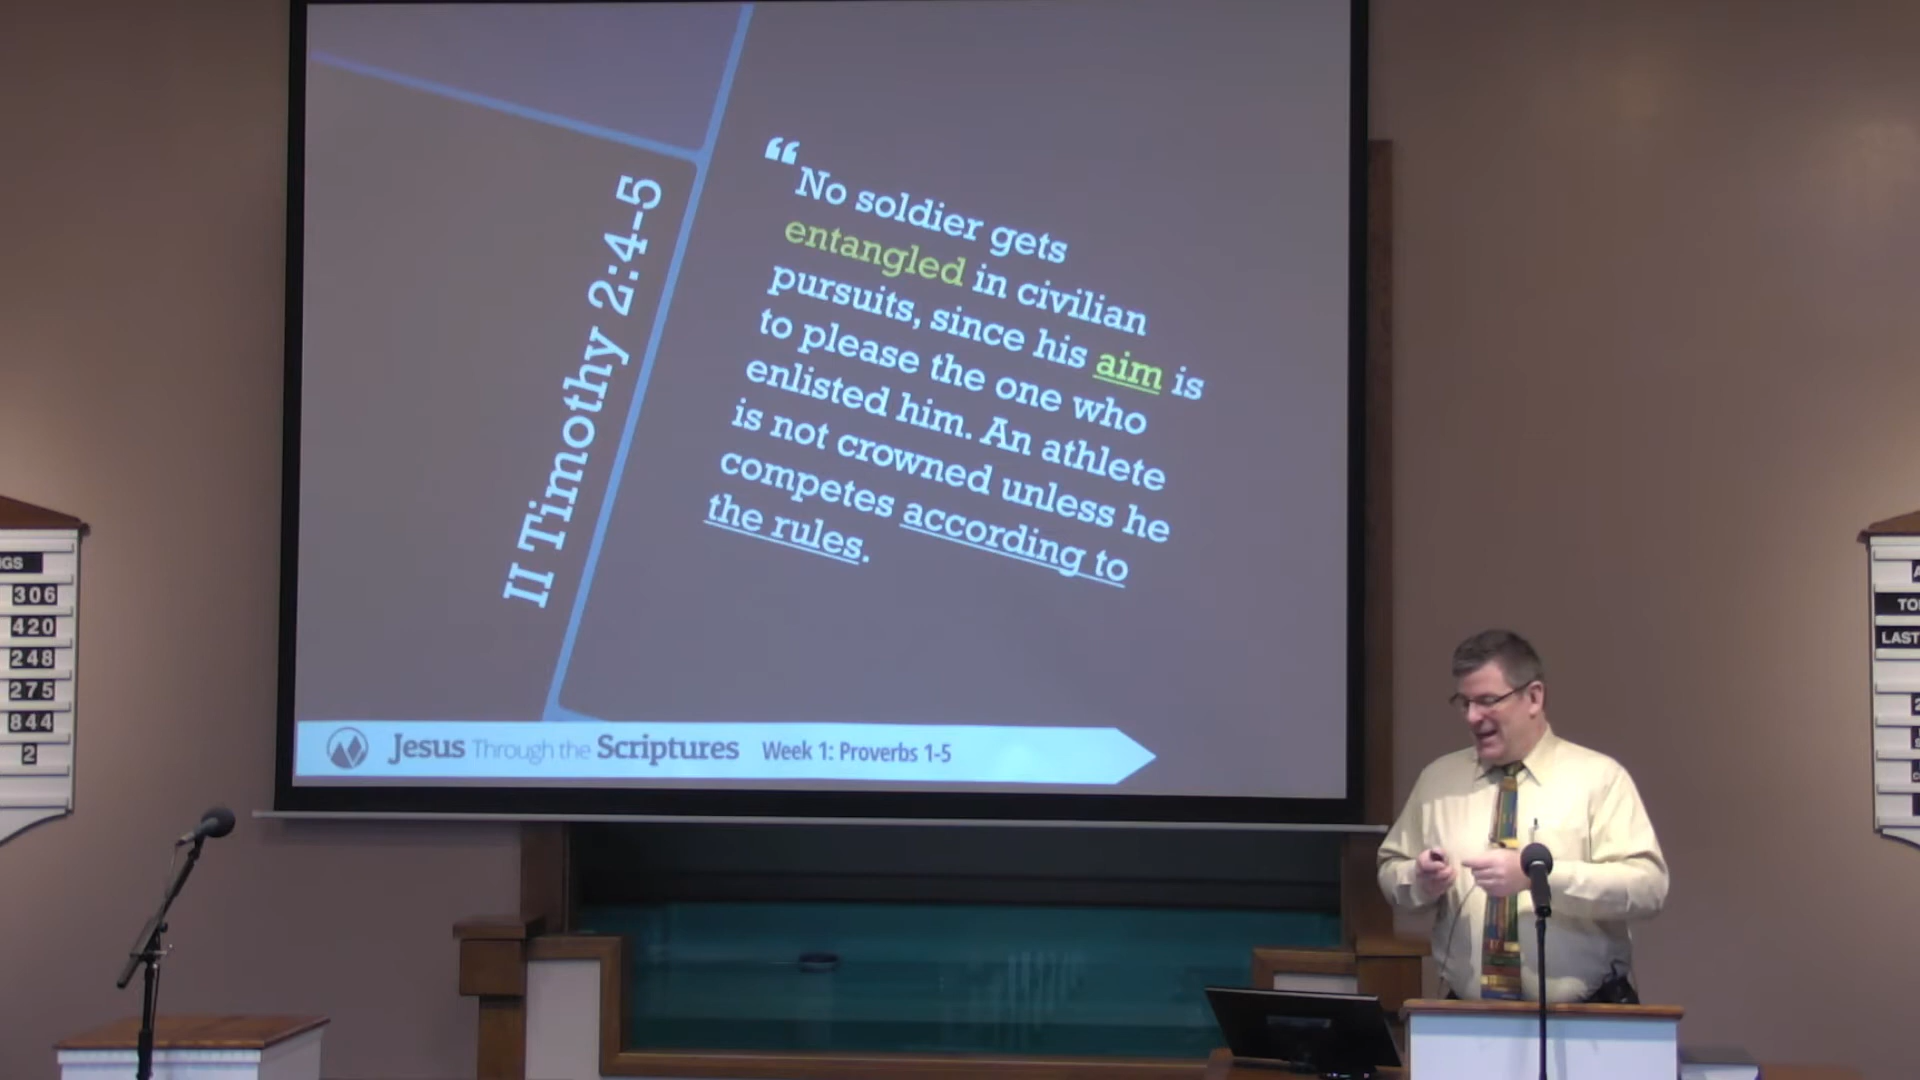 II Timothy 2:4-5
“No soldier gets
entangled in civilian
pursuits, since his aim is
to please the one who
enlisted him. An athlete
is not crowned unless he
competes according to
the rules.
Jesus Through the Scriptures Week 1: Proverbs 1-5
306
420
248
275
844
2
LAST